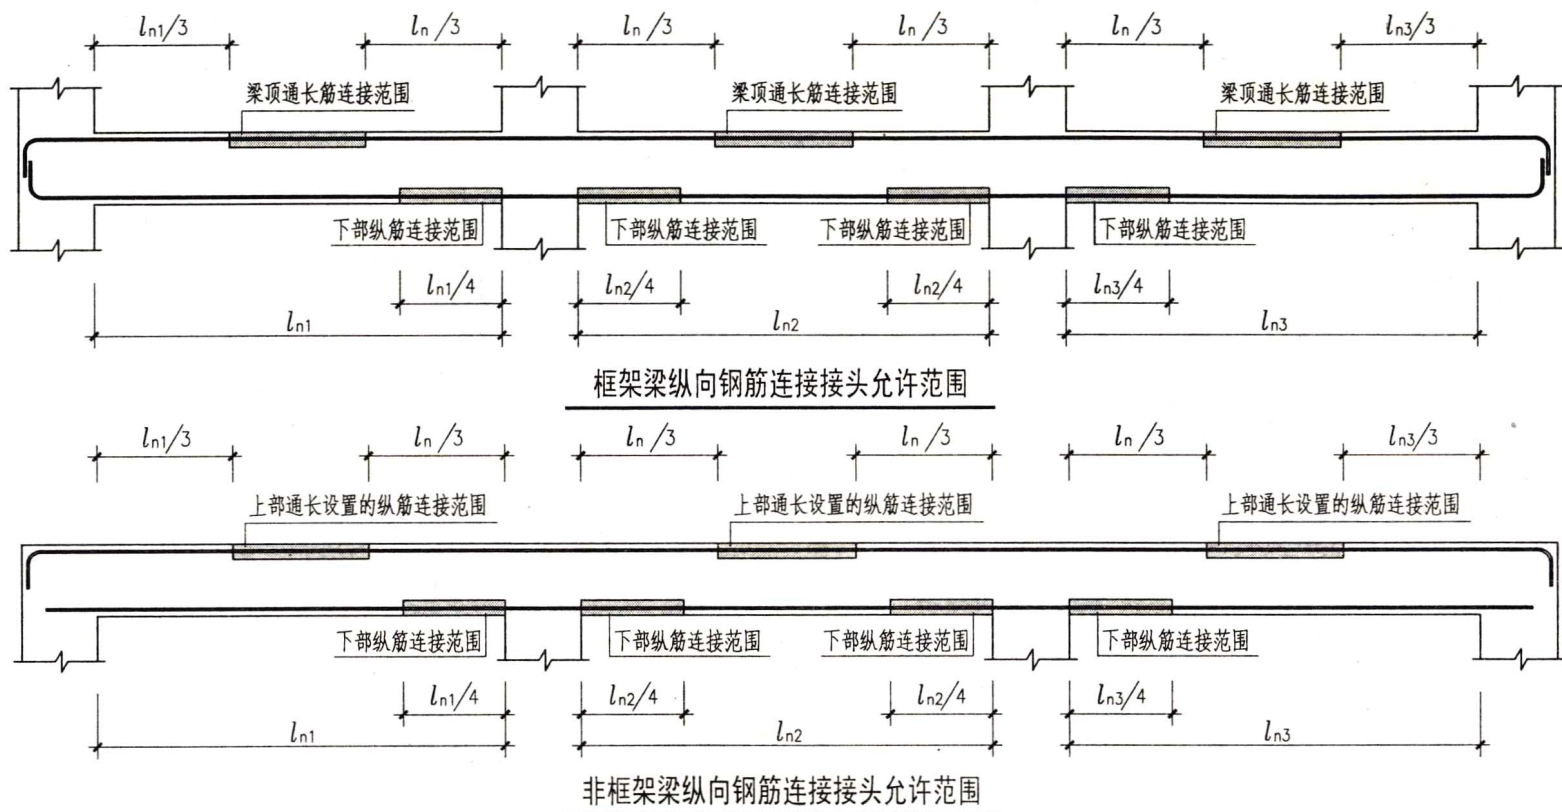 ln1/3 ln/3 ln/3 ln/3 ln/3 ln3/3
梁顶通长筋连接范围 梁顶通长筋连接范围 梁顶通长筋连接范围
下部纵筋连接范围 下部纵筋连接范围 下部纵筋连接范围 下部纵筋连接范围
ln1/4 ln2/4 ln2/4 ln3/4
ln1 ln2 ln3
框架梁纵向钢筋连接接头允许范围
ln1/3 ln/3 ln/3 ln/3 ln/3 ln3/3
上部通长设置的纵筋连接范围 上部通长设置的纵筋连接范围 上部通长设置的纵筋连接范围
下部纵筋连接范围 下部纵筋连接范围 下部纵筋连接范围 下部纵筋连接范围
ln1/4 ln2/4 ln2/4 ln3/4
ln1 ln2 ln3
非框架梁纵向钢筋连接接头允许范围